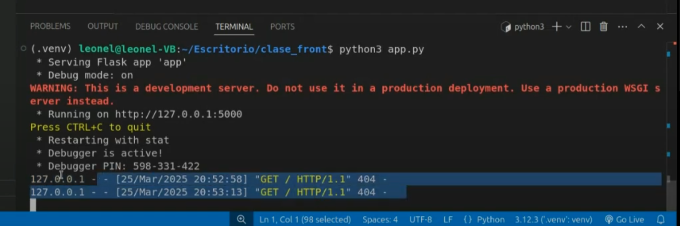 PROBLEMS OUTPUT DEBUG CONSOLE TERMINAL PORTS python3
(.venv) leonel@leonel-VB:~/Escritorio/clase_front$ python3 app.py
* Serving Flask app 'app'
* Debug mode: on
WARNING: This is a development server. Do not use it in a production deployment. Use a production WSGI s
erver instead.
* Running on http://127.0.0.1:5000
Press CTRL+C to quit
* Restarting with stat
* Debugger is active!
* Debugger PIN: 598-331-422
127.0.0.1 - - [25/Mar/2025 20:52:58] "GET / HTTP/1.1" 404 -
127.0.0.1 - - [25/Mar/2025 20:53:13] "GET / HTTP/1.1" 404 -
Ln 1, Col 1 (98 selected) Spaces: 4 UTF-8 LF {} Python 3.12.3 ('.venv': venv) Go Live